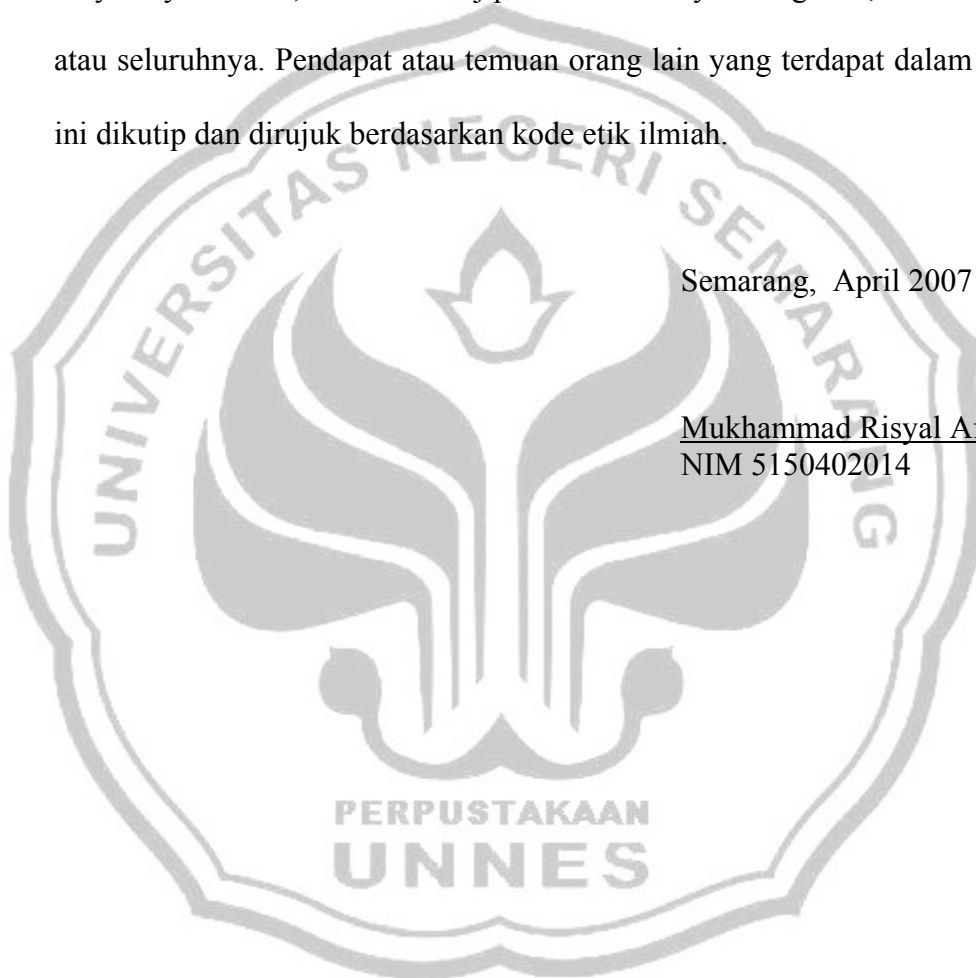 atau seluruhnya. Pendapat atau temuan orang lain yang terdapat dalam
ini dikutip dan dirujuk berdasarkan kode etik ilmiah.
UNIVERSITAS NEGERI SEMARANG
Semarang, April 2007
Mukhammad Risyal
NIM 5150402014
PERPUSTAKAAN
UNNES